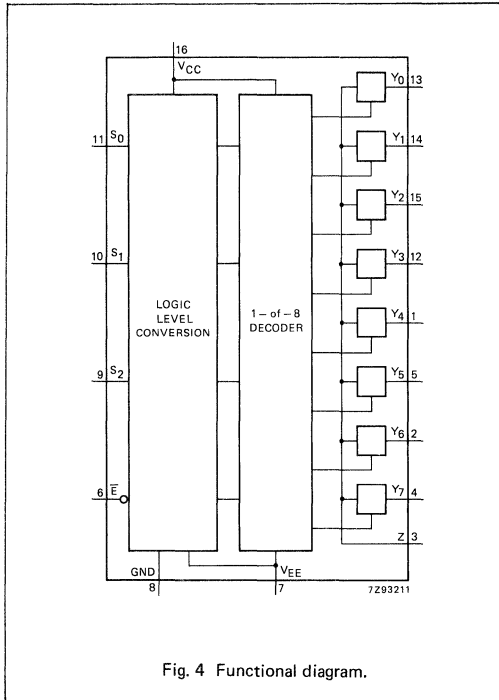 16
VCC
Y0 13
11 S0
Y1 14
Y2 15
10 S1
Y3 12
LOGIC
LEVEL
CONVERSION
1-of-8
DECODER
Y4 1
9 S2
Y5 5
Y6 2
6 E̅
Y7 4
Z 3
GND
8
VEE
7
7Z93211
Fig. 4 Functional diagram.